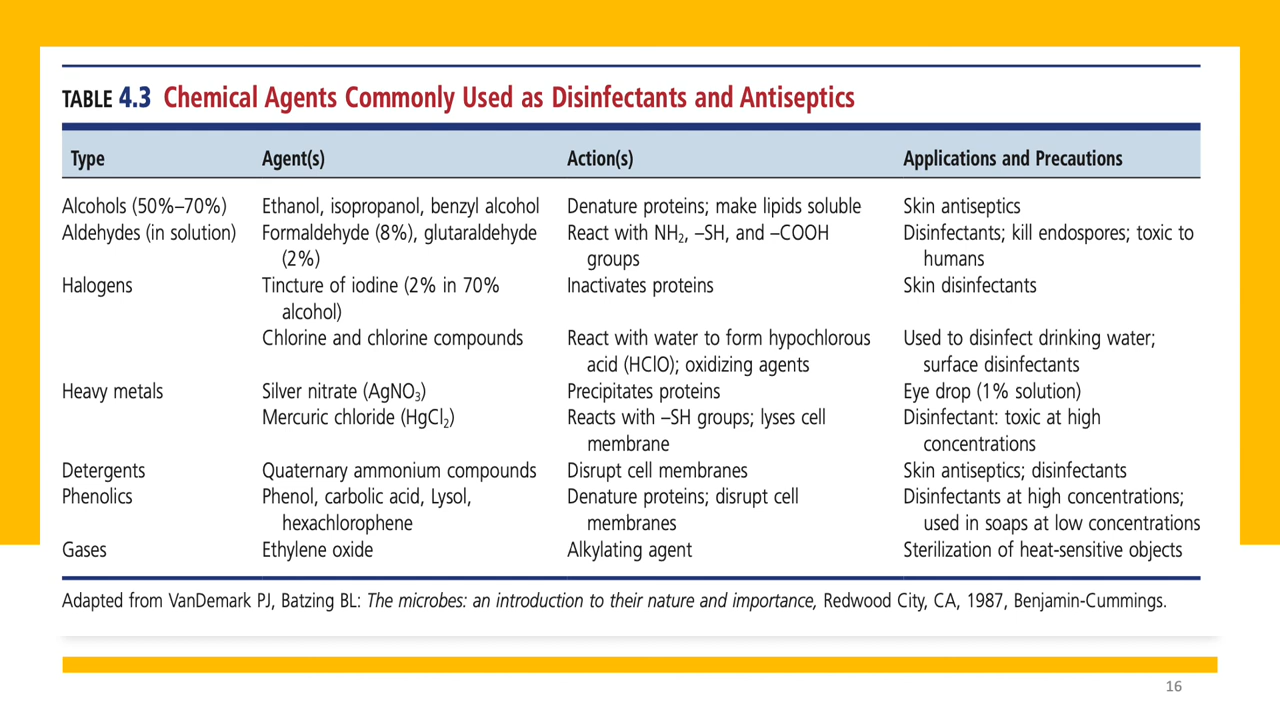 TABLE 4.3 Chemical Agents Commonly Used as Disinfectants and Antiseptics
Type Agent(s) Action(s) Applications and Precautions
Alcohols (50%–70%) Ethanol, isopropanol, benzyl alcohol Denature proteins; make lipids soluble Skin antiseptics
Aldehydes (in solution) Formaldehyde (8%), glutaraldehyde React with NH₂, –SH, and –COOH Disinfectants; kill endospores; toxic to
(2%) groups humans
Halogens Tincture of iodine (2% in 70% Inactivates proteins Skin disinfectants
alcohol)
Chlorine and chlorine compounds React with water to form hypochlorous Used to disinfect drinking water;
acid (HClO); oxidizing agents surface disinfectants
Heavy metals Silver nitrate (AgNO₃) Precipitates proteins Eye drop (1% solution)
Mercuric chloride (HgCl₂) Reacts with –SH groups; lyses cell Disinfectant: toxic at high
membrane concentrations
Detergents Quaternary ammonium compounds Disrupt cell membranes Skin antiseptics; disinfectants
Phenolics Phenol, carbolic acid, Lysol, Denature proteins; disrupt cell Disinfectants at high concentrations;
hexachlorophene membranes used in soaps at low concentrations
Gases Ethylene oxide Alkylating agent Sterilization of heat-sensitive objects
Adapted from VanDemark PJ, Batzing BL: The microbes: an introduction to their nature and importance, Redwood City, CA, 1987, Benjamin-Cummings.
16